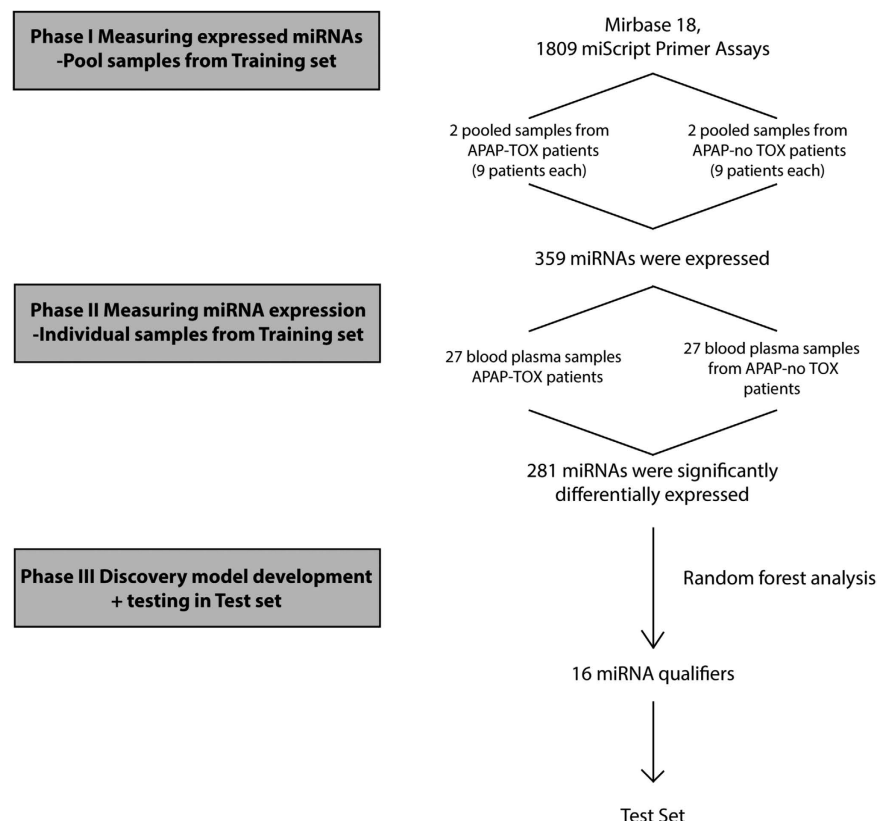 Phase I Measuring expressed miRNAs
-Pool samples from Training set
Mirbase 18,
1809 miScript Primer Assays
2 pooled samples from
APAP-TOX patients
(9 patients each)
2 pooled samples from
APAP-no TOX patients
(9 patients each)
359 miRNAs were expressed
Phase II Measuring miRNA expression
-Individual samples from Training set
27 blood plasma samples
APAP-TOX patients
27 blood plasma samples
from APAP-no TOX
patients
281 miRNAs were significantly
differentially expressed
Phase III Discovery model development
+ testing in Test set
Random forest analysis
16 miRNA qualifiers
Test Set